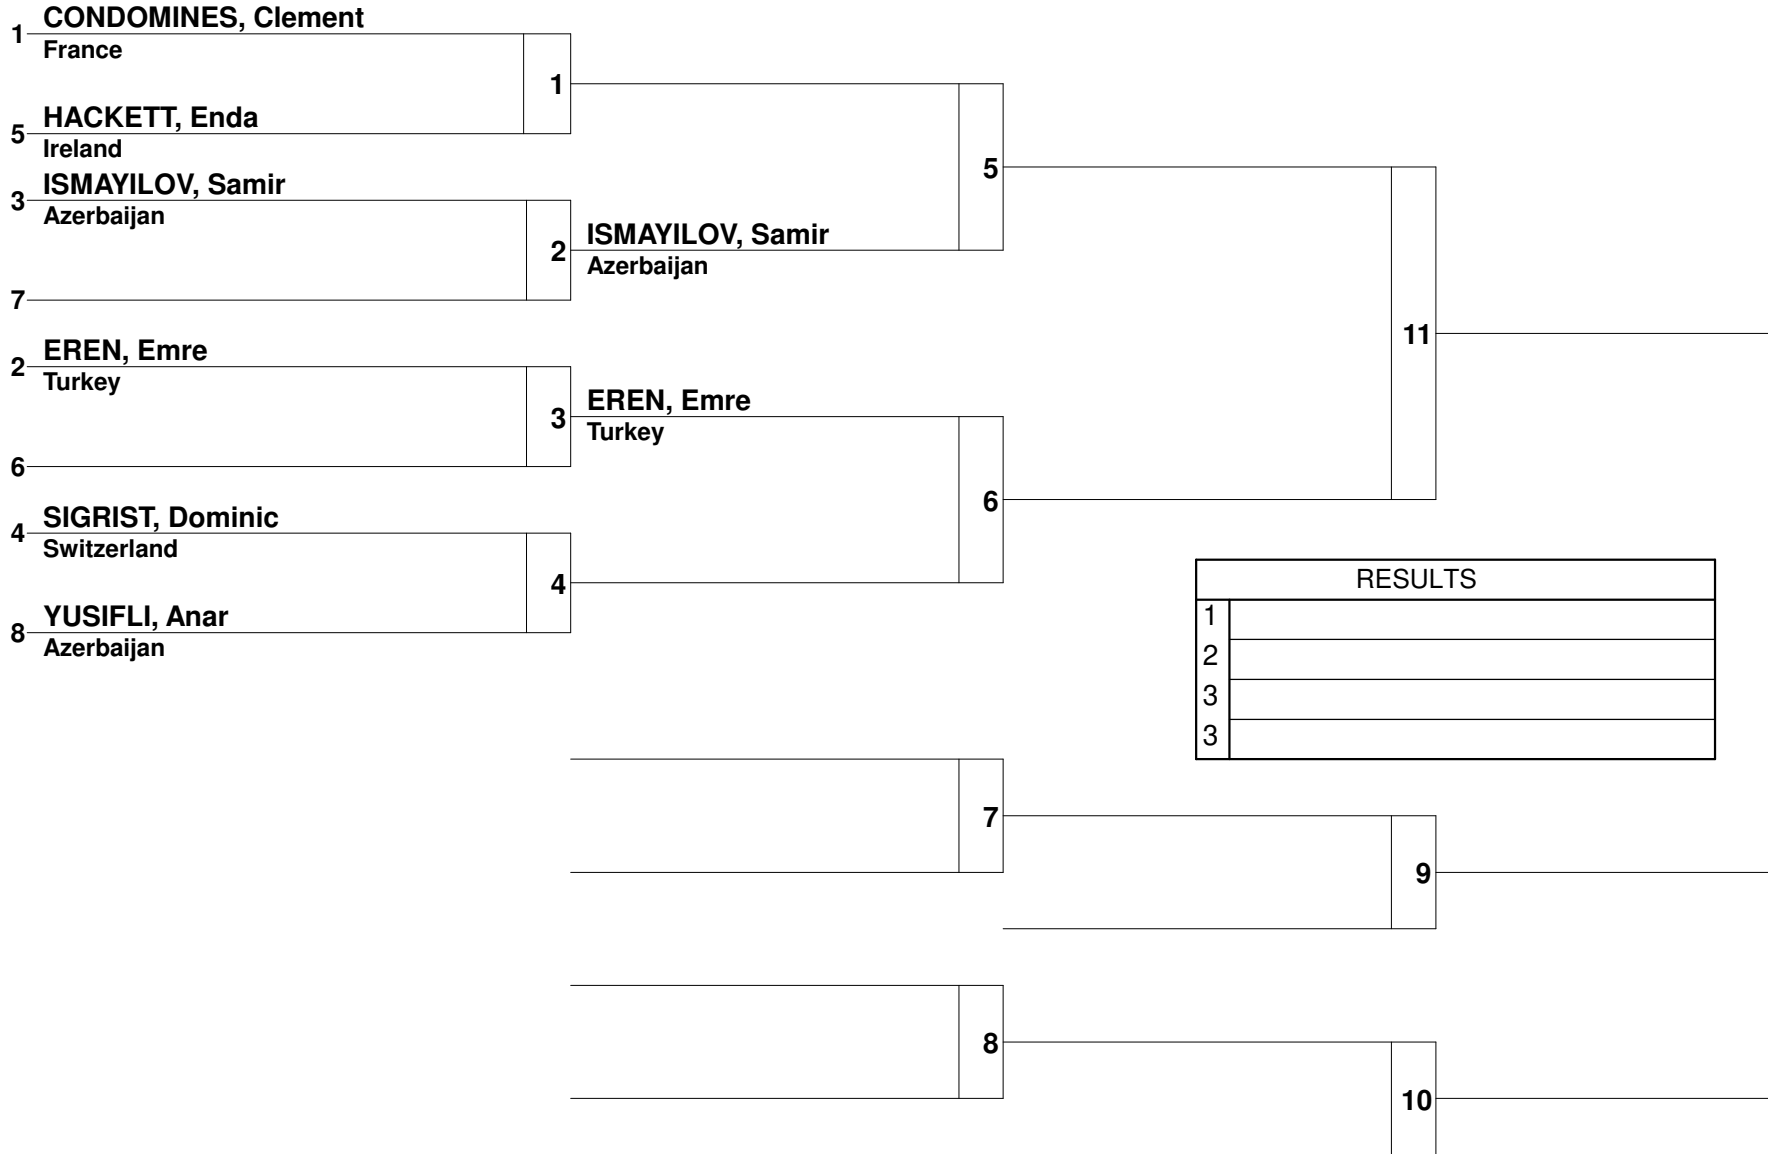 CONDOMINES, Clement
1
France
1
HACKETT, Enda
5
Ireland
5
ISMAYILOV, Samir
3
Azerbaijan
2
ISMAYILOV, Samir
Azerbaijan
7
11
EREN, Emre
2
Turkey
3
EREN, Emre
Turkey
6
6
SIGRIST, Dominic
4
Switzerland
4
YUSIFLI, Anar
8
Azerbaijan
RESULTS
1
2
3
3
7
9
8
10